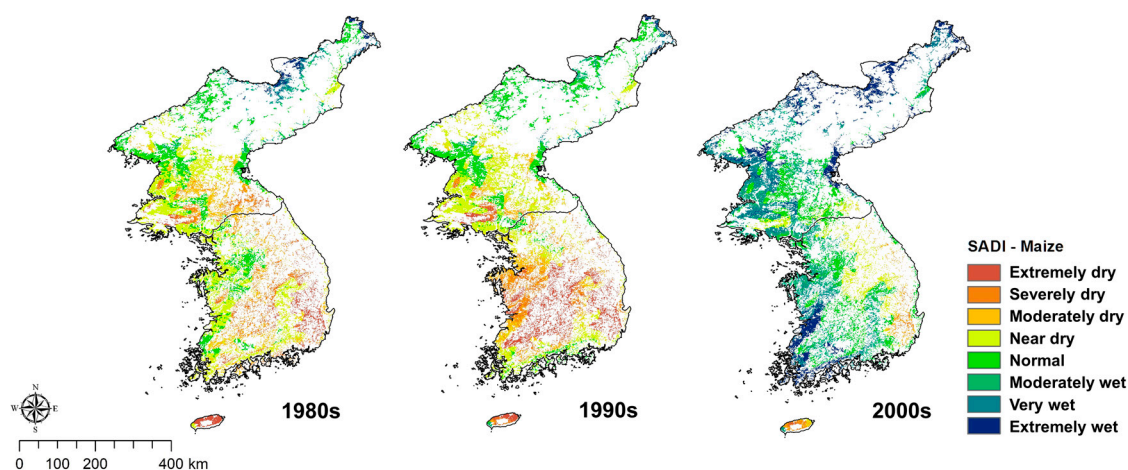 1980s
1990s
2000s
SADI - Maize
Extremely dry
Severely dry
Moderately dry
Near dry
Normal
Moderately wet
Very wet
Extremely wet
N
W E
S
0 100 200 400 km